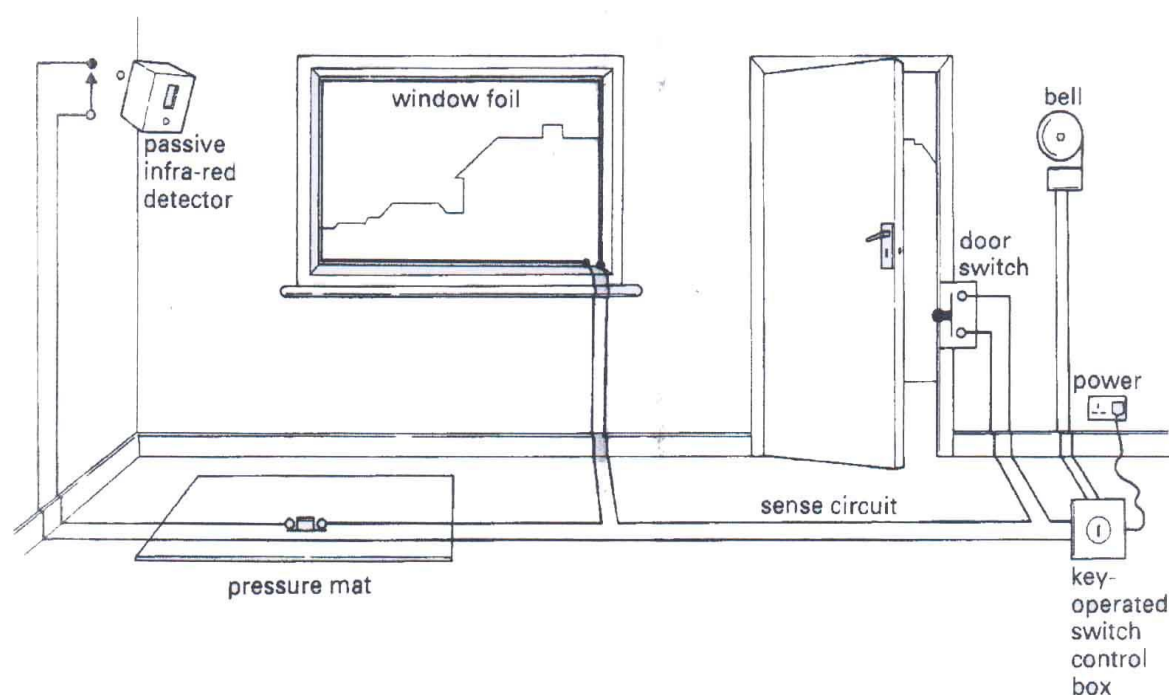 window foil
bell
passive
infra-red
detector
door
switch
power
sense circuit
pressure mat
key-
operated
switch
control
box